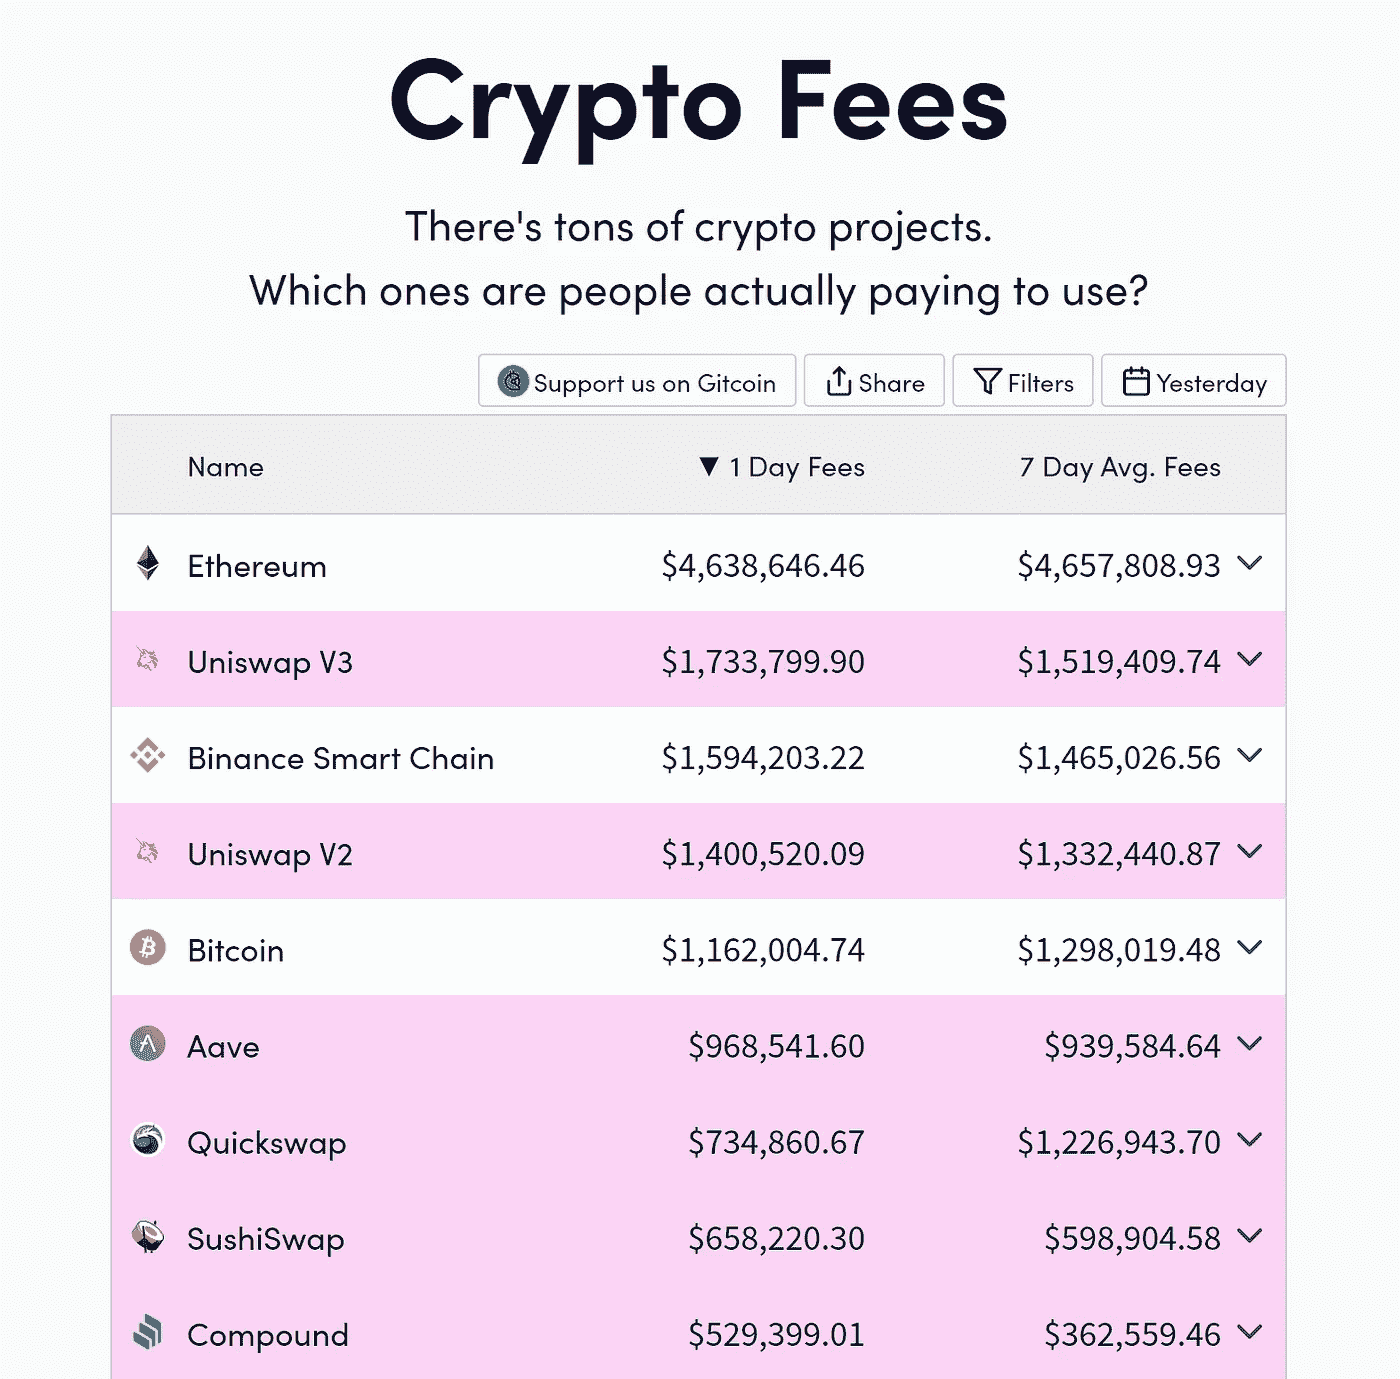 Crypto Fees
There's tons of crypto projects.
Which ones are people actually paying to use?
Support us on Gitcoin Share Filters Yesterday
Name ▼ 1 Day Fees 7 Day Avg. Fees
Ethereum $4,638,646.46 $4,657,808.93
Uniswap V3 $1,733,799.90 $1,519,409.74
Binance Smart Chain $1,594,203.22 $1,465,026.56
Uniswap V2 $1,400,520.09 $1,332,440.87
Bitcoin $1,162,004.74 $1,298,019.48
Aave $968,541.60 $939,584.64
Quickswap $734,860.67 $1,226,943.70
SushiSwap $658,220.30 $598,904.58
Compound $529,399.01 $362,559.46